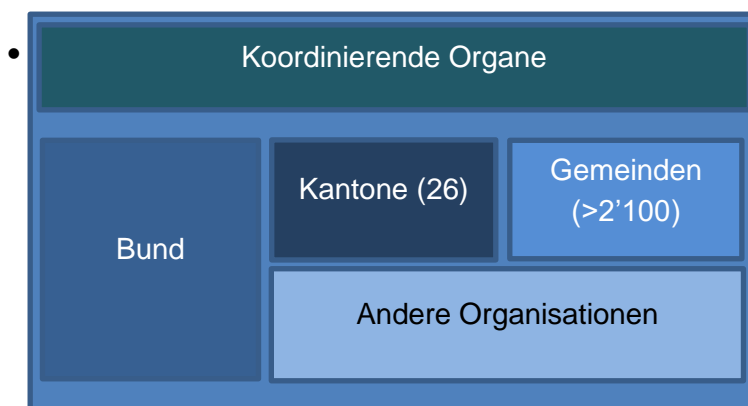 • Koordinierende Organe
Bund
Kantone (26)
Gemeinden
(>2’100)
Andere Organisationen